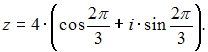 z = 4 · (cos 2π/3 + i · sin 2π/3).